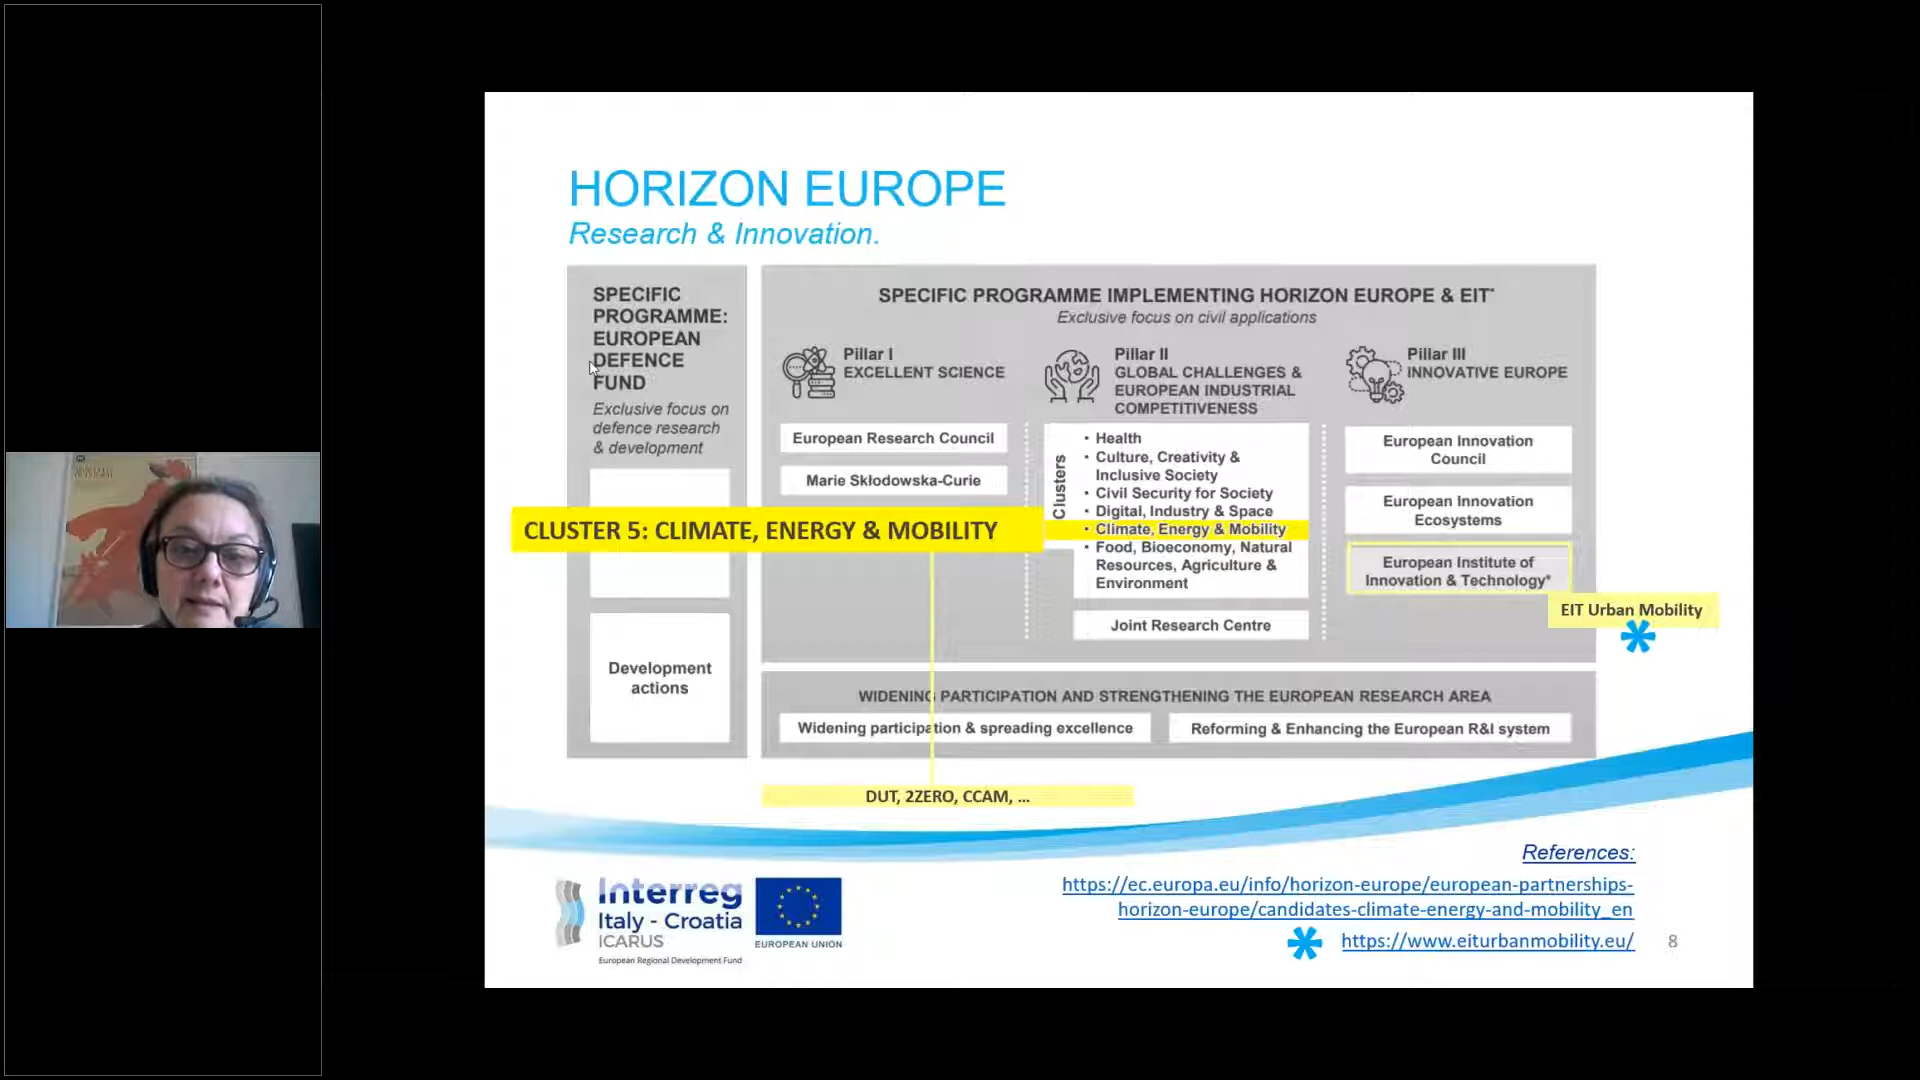 HORIZON EUROPE
Research & Innovation.
SPECIFIC
PROGRAMME:
EUROPEAN
DEFENCE
FUND
Exclusive focus on
defence research
& development
Development
actions
SPECIFIC PROGRAMME IMPLEMENTING HORIZON EUROPE & EIT*
Exclusive focus on civil applications
Pillar I
EXCELLENT SCIENCE
European Research Council
Marie Skłodowska-Curie
CLUSTER 5: CLIMATE, ENERGY & MOBILITY
Pillar II
GLOBAL CHALLENGES &
EUROPEAN INDUSTRIAL
COMPETITIVENESS
Clusters
• Health
• Culture, Creativity &
Inclusive Society
• Civil Security for Society
• Digital, Industry & Space
• Climate, Energy & Mobility
• Food, Bioeconomy, Natural
Resources, Agriculture &
Environment
Joint Research Centre
Pillar III
INNOVATIVE EUROPE
European Innovation
Council
European Innovation
Ecosystems
European Institute of
Innovation & Technology*
EIT Urban Mobility
WIDENING PARTICIPATION AND STRENGTHENING THE EUROPEAN RESEARCH AREA
Widening participation & spreading excellence
Reforming & Enhancing the European R&I system
DUT, 2ZERO, CCAM, ...
References:
https://ec.europa.eu/info/horizon-europe/european-partnerships-
horizon-europe/candidates-climate-energy-and-mobility_en
https://www.eiturbanmobility.eu/
8
Interreg
Italy - Croatia
ICARUS
European Regional Development Fund
EUROPEAN UNION